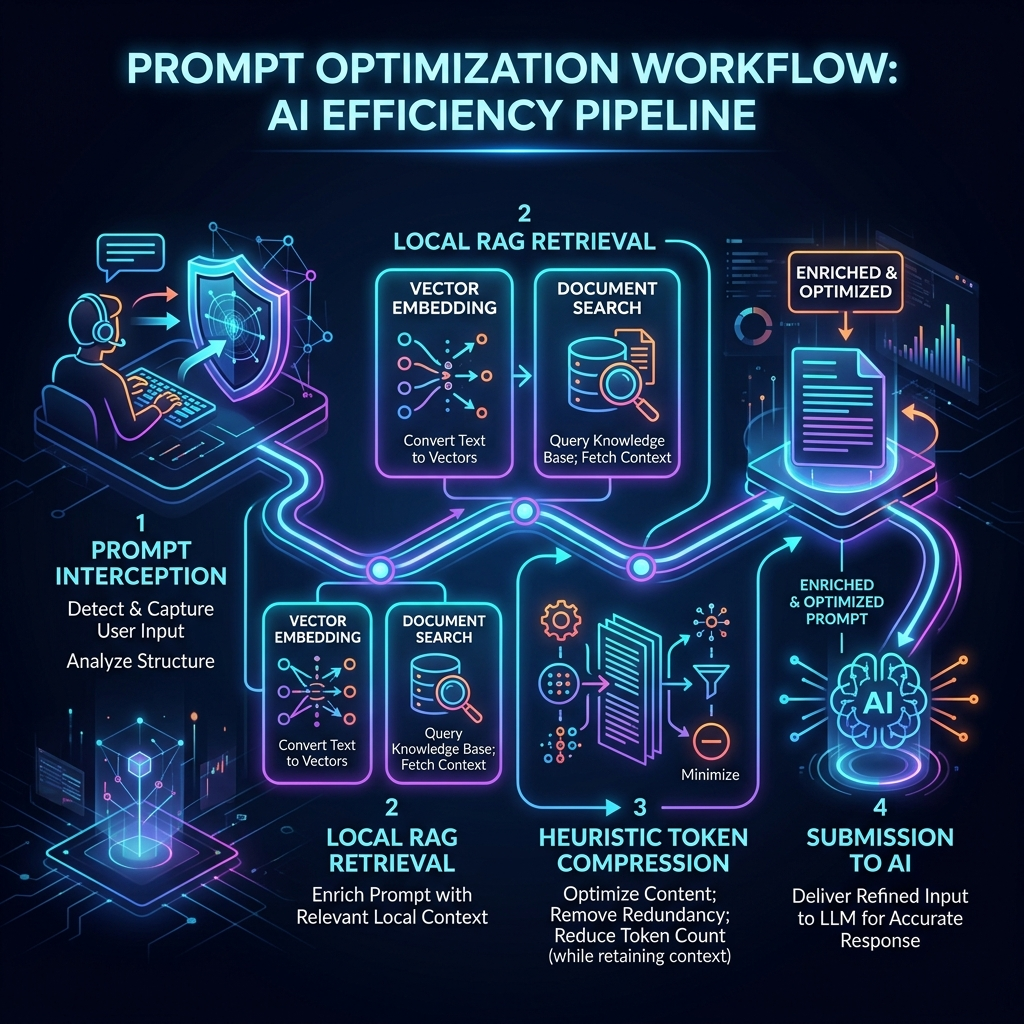 PROMPT OPTIMIZATION WORKFLOW:
AI EFFICIENCY PIPELINE
1
PROMPT
INTERCEPTION
Detect & Capture
User Input
Analyze Structure
2
LOCAL RAG RETRIEVAL
VECTOR
EMBEDDING
Convert Text
to Vectors
DOCUMENT
SEARCH
Query Knowledge
Base; Fetch Context
ENRICHED &
OPTIMIZED
VECTOR
EMBEDDING
Convert Text
to Vectors
DOCUMENT
SEARCH
Query
Knowledge Base;
Fetch Context
2
LOCAL RAG
RETRIEVAL
Enrich Prompt with
Relevant Local Context
Minimize
3
HEURISTIC TOKEN
COMPRESSION
Optimize Content;
Remove Redundancy;
Reduce Token Count
(while retaining context)
ENRICHED
& OPTIMIZED
PROMPT
AI
4
SUBMISSION
TO AI
Deliver Refined Input
to LLM for Accurate
Response